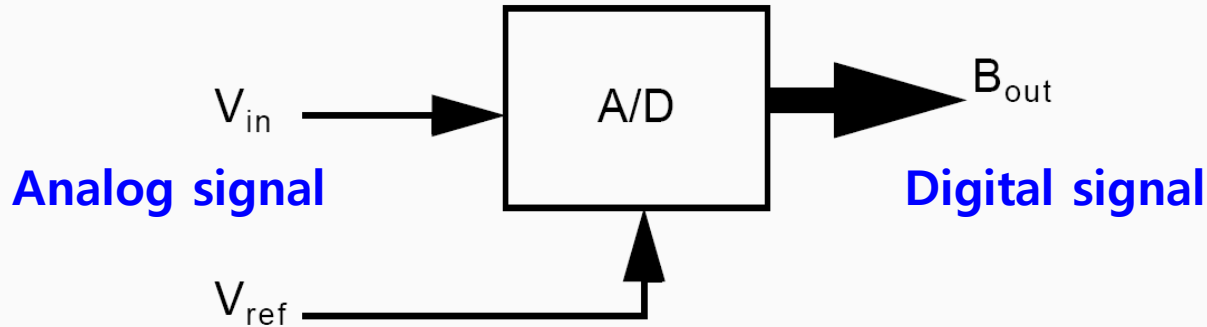 V_in
Analog signal
A/D
B_out
Digital signal
V_ref